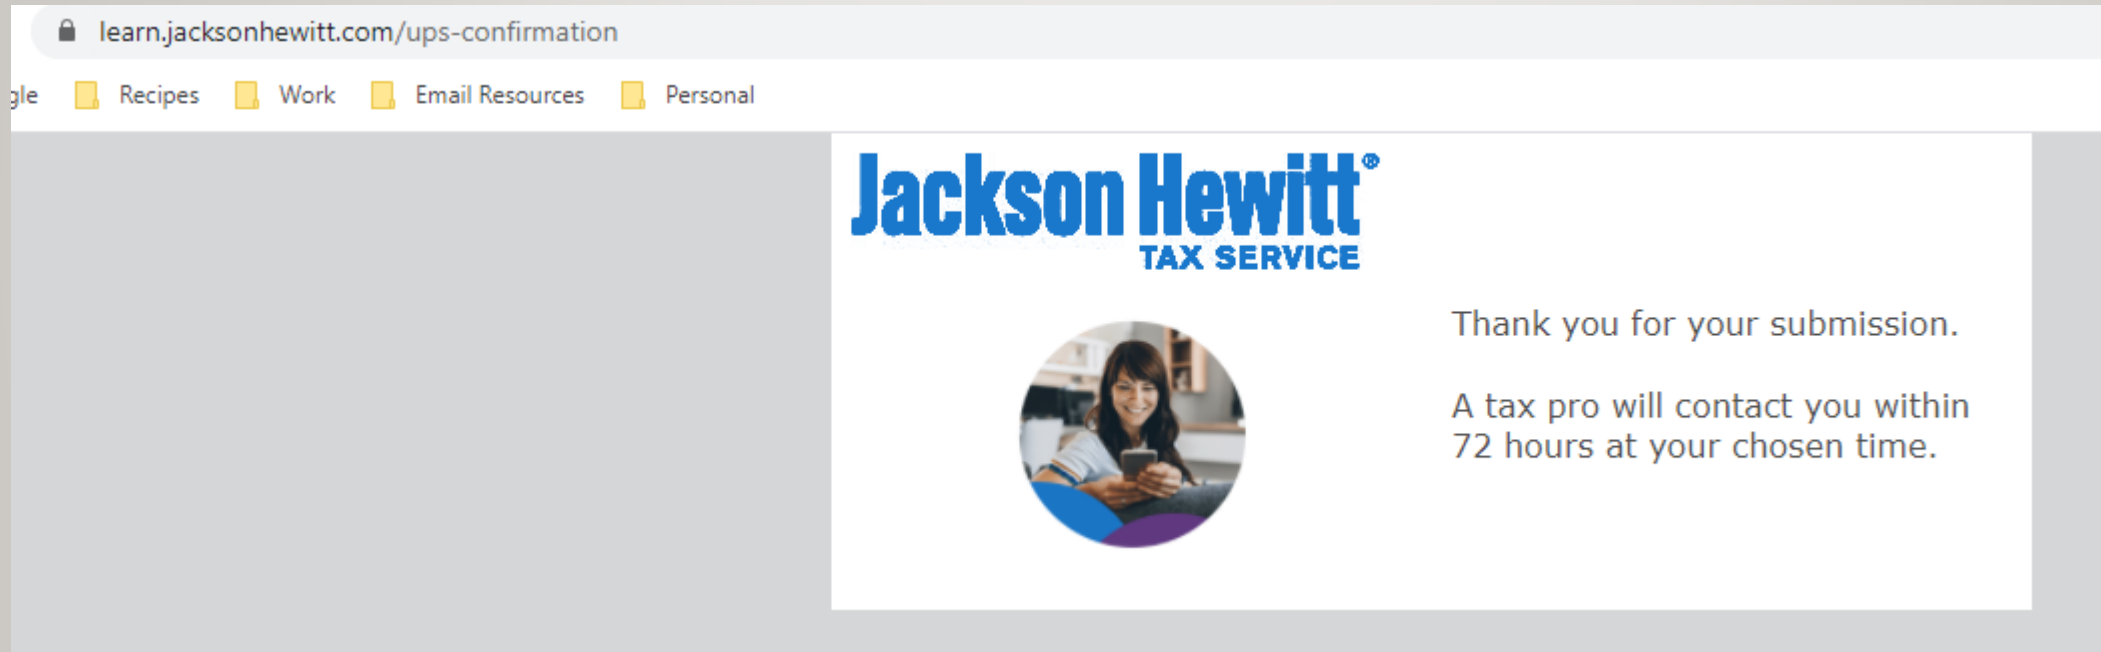 learn.jacksonhewitt.com/ups-confirmation
gle Recipes Work Email Resources Personal
Jackson Hewitt®
TAX SERVICE
Thank you for your submission.
A tax pro will contact you within
72 hours at your chosen time.